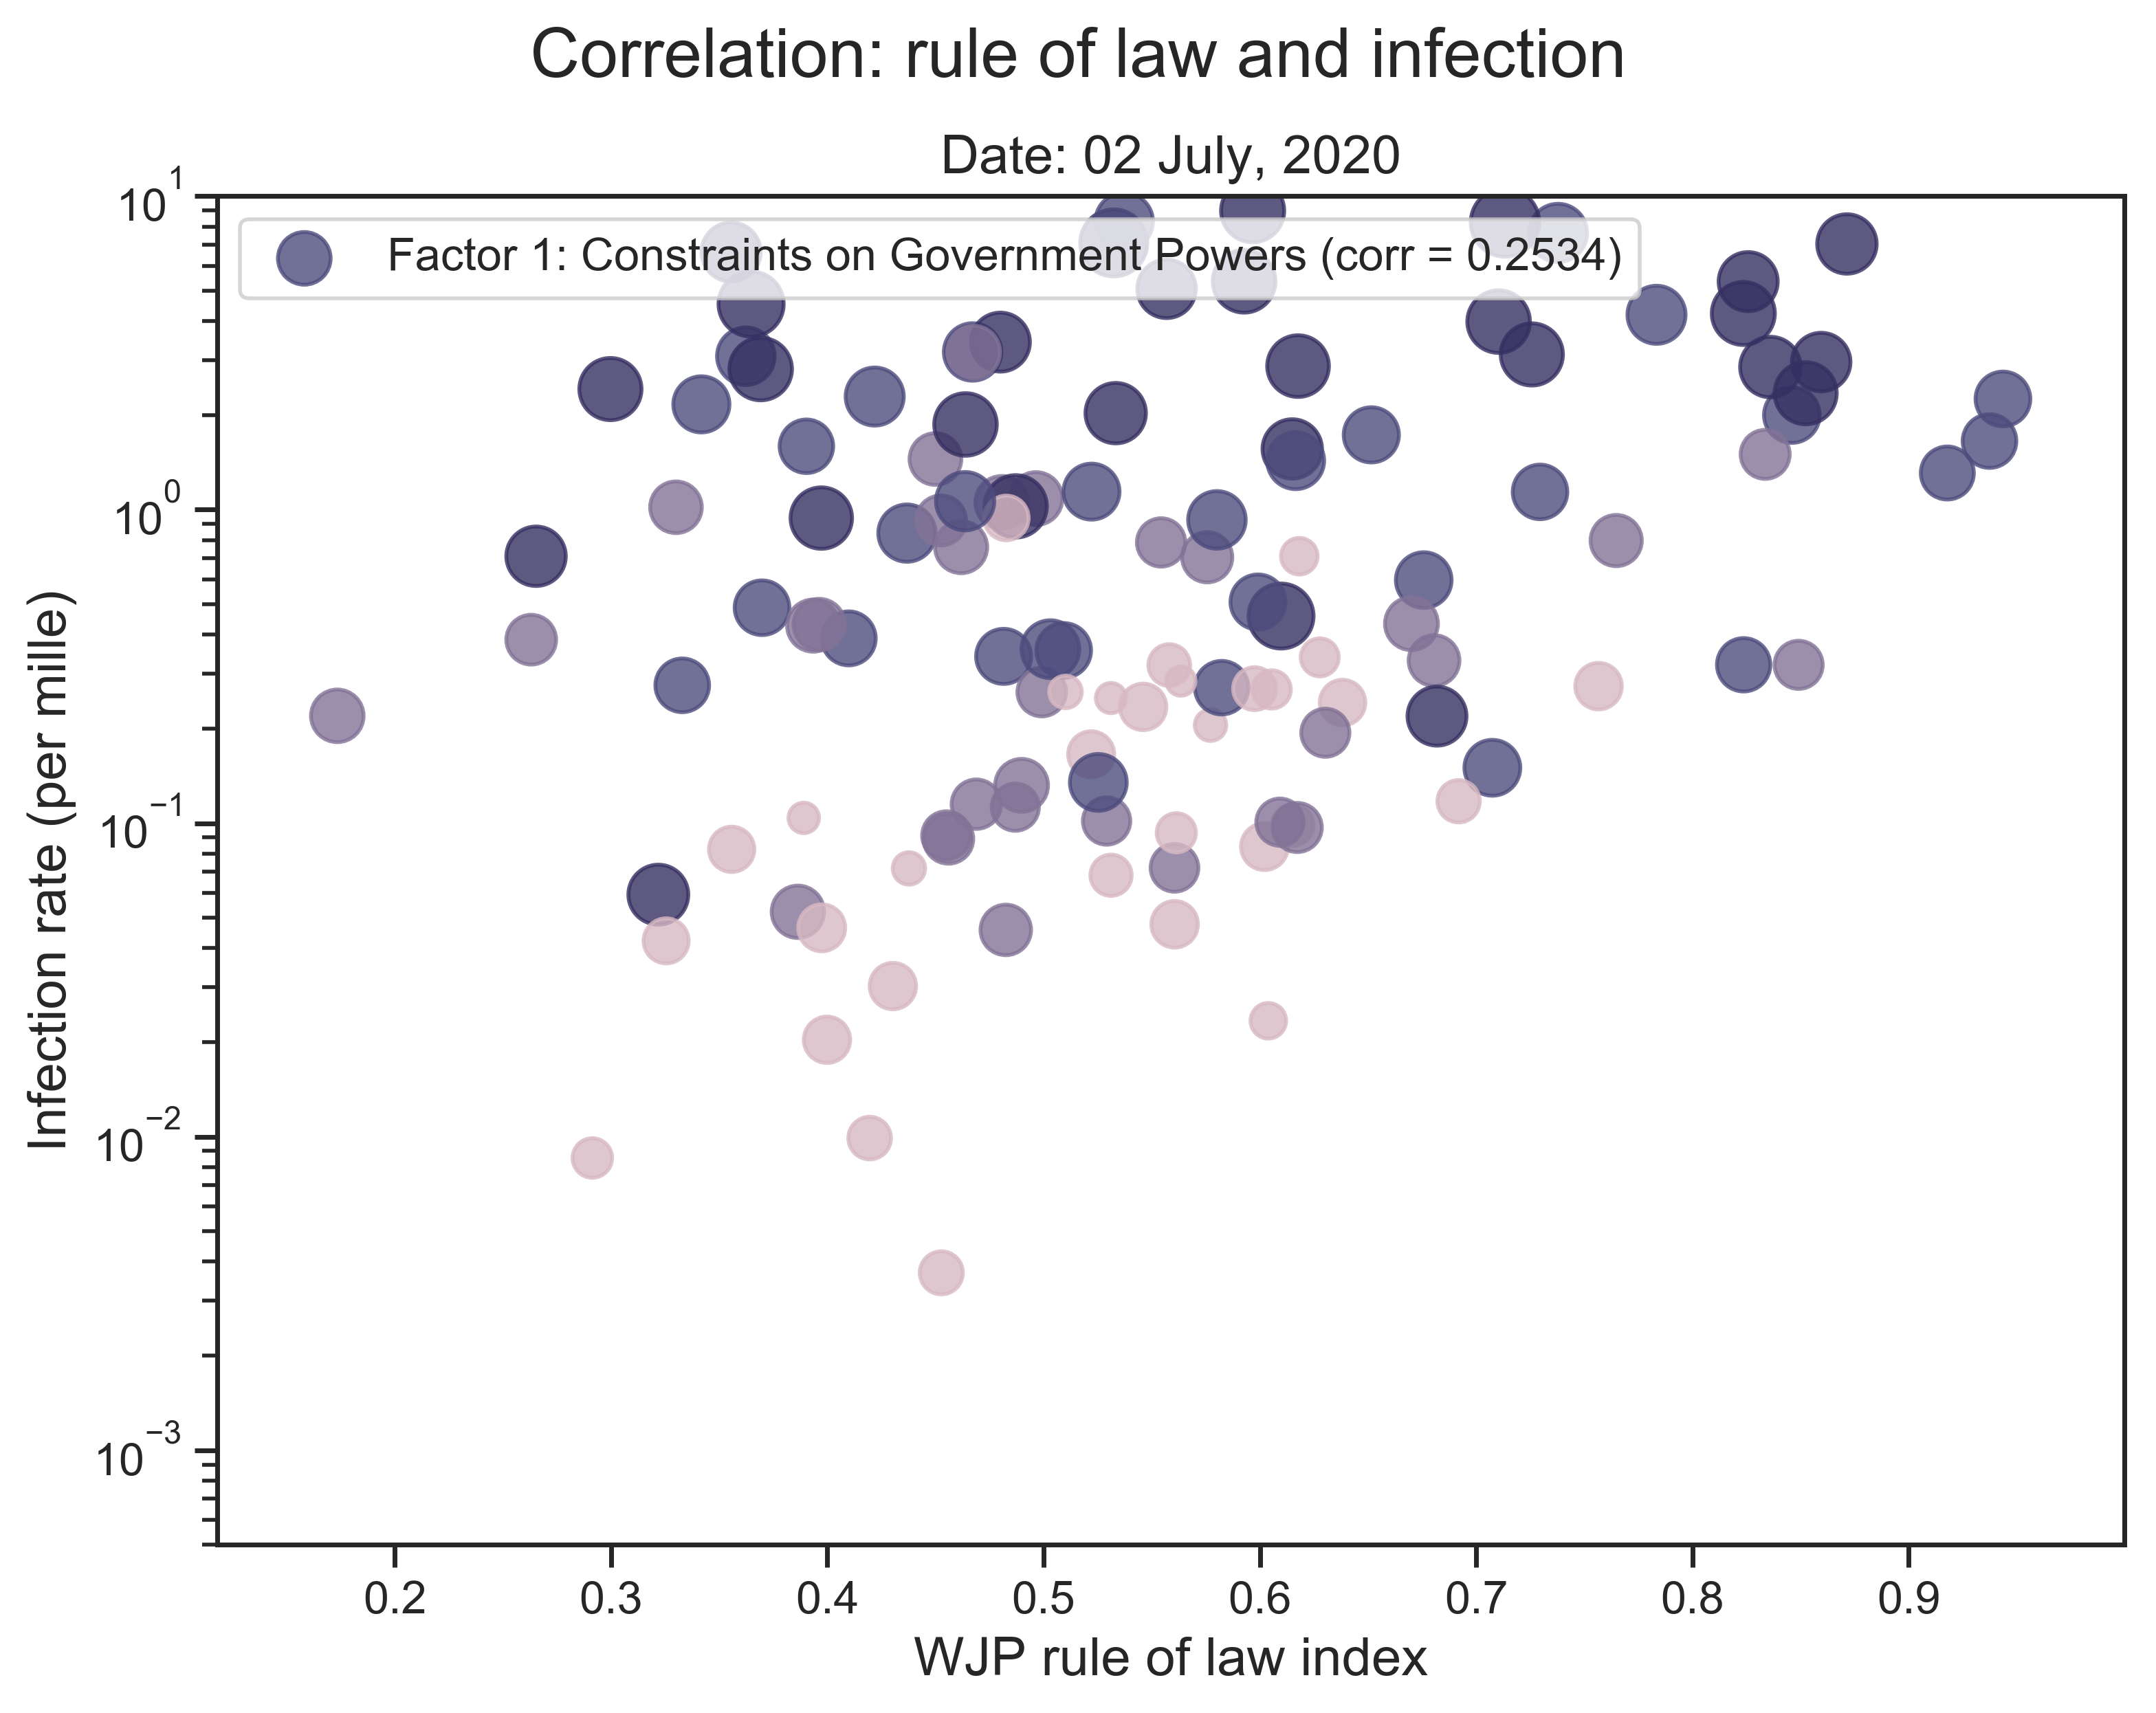 Correlation: rule of law and infection
Date: 02 July, 2020
Factor 1: Constraints on Government Powers (corr = 0.2534)
Infection rate (per mille)
10^1
10^0
10^−1
10^−2
10^−3
0.2 0.3 0.4 0.5 0.6 0.7 0.8 0.9
WJP rule of law index